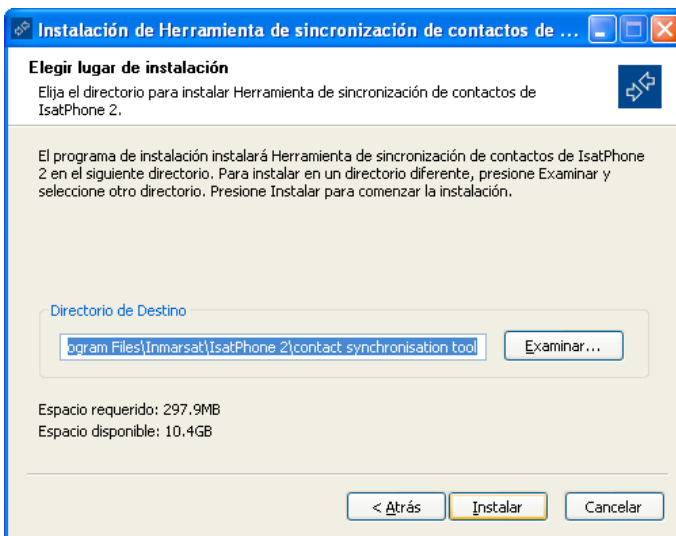 Instalación de Herramienta de sincronización de contactos de ...
Elegir lugar de instalación
Elija el directorio para instalar Herramienta de sincronización de contactos de
IsatPhone 2.
El programa de instalación instalará Herramienta de sincronización de contactos de IsatPhone
2 en el siguiente directorio. Para instalar en un directorio diferente, presione Examinar y
seleccione otro directorio. Presione Instalar para comenzar la instalación.
Directorio de Destino
ogram Files\Inmarsat\IsatPhone 2\contact synchronisation tool
Examinar...
Espacio requerido: 297.9MB
Espacio disponible: 10.4GB
< Atrás
Instalar
Cancelar